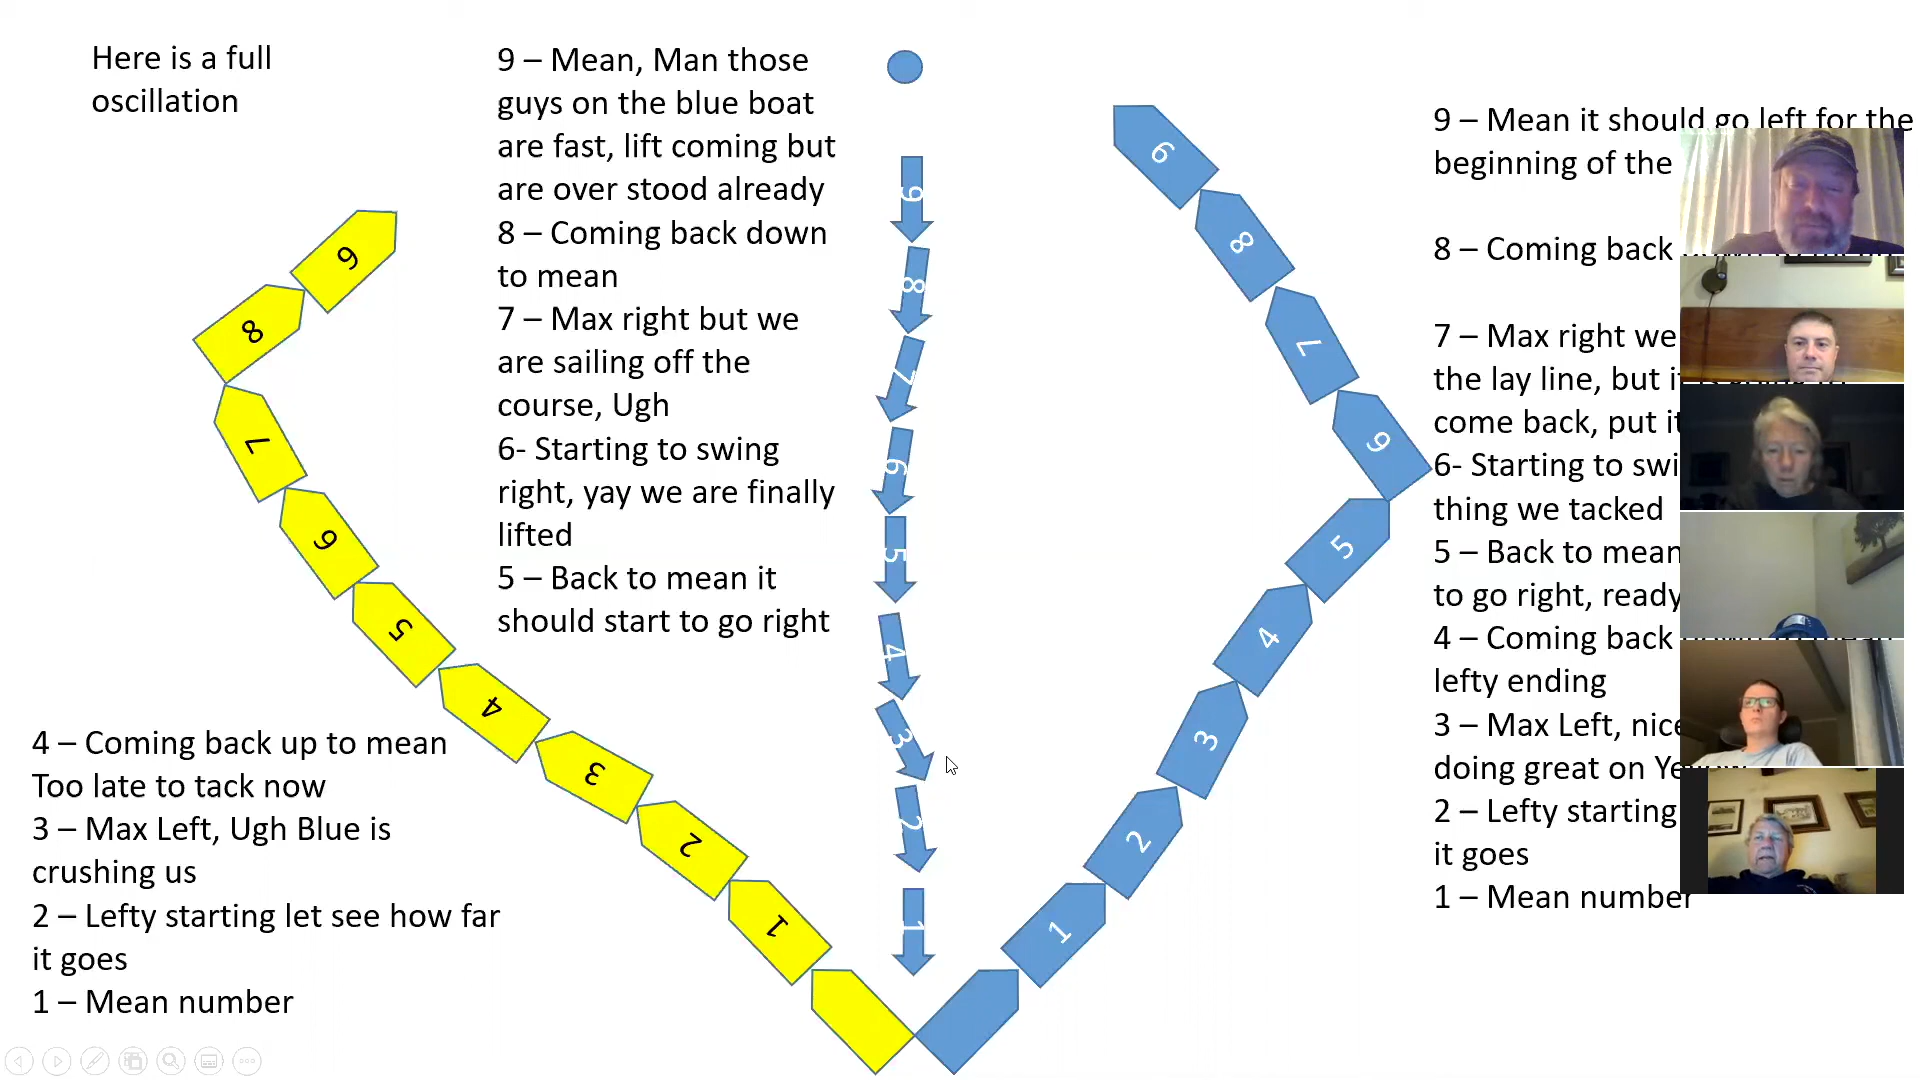 Here is a full
oscillation
9 – Mean, Man those
guys on the blue boat
are fast, lift coming but
are over stood already
8 – Coming back down
to mean
7 – Max right but we
are sailing off the
course, Ugh
6- Starting to swing
right, yay we are finally
lifted
5 – Back to mean it
should start to go right
4 – Coming back up to mean
Too late to tack now
3 – Max Left, Ugh Blue is
crushing us
2 – Lefty starting let see how far
it goes
1 – Mean number
9
8
7
6
5
4
3
2
1
9
8
7
6
5
4
3
2
1
9
8
7
6
5
4
3
2
1
9 – Mean it should go left for the
beginning of the
8 – Coming back
7 – Max right we
the lay line, but
come back, put
6- Starting to
thing we tacked
5 – Back to mean
to go right, ready
4 – Coming back
lefty ending
3 – Max Left, nice
doing great on
2 – Lefty starting
it goes
1 – Mean number